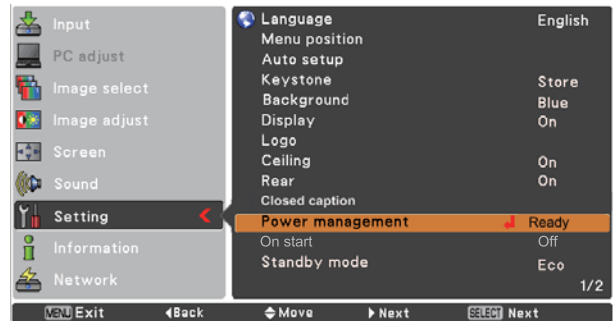 Input
PC adjust
Image select
Image adjust
Screen
Sound
Setting
Information
Network
Language English
Menu position
Auto setup
Keystone Store
Background Blue
Display On
Logo
Ceiling On
Rear On
Closed caption
Power management Ready
On start Off
Standby mode Eco
1/2
MENU Exit Back Move Next SELECT Next